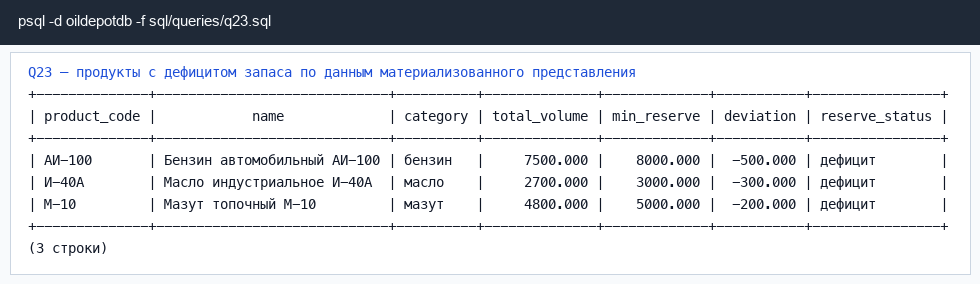 psql -d oildepotdb -f sql/queries/q23.sql
Q23 — продукты с дефицитом запаса по данным материализованного представления
+——————————————+—————————————————————————————+——————————+——————————————+—————————————+———————————+————————————————+
| product_code |            name             | category | total_volume | min_reserve | deviation | reserve_status |
+——————————————+—————————————————————————————+——————————+——————————————+—————————————+———————————+————————————————+
| АИ—100       | Бензин автомобильный АИ—100 | бензин   |     7500.000 |    8000.000 |  —500.000 | дефицит        |
| И—40А        | Масло индустриальное И—40А  | масло    |     2700.000 |    3000.000 |  —300.000 | дефицит        |
| М—10         | Мазут топочный М—10         | мазут    |     4800.000 |    5000.000 |  —200.000 | дефицит        |
+——————————————+—————————————————————————————+——————————+——————————————+—————————————+———————————+————————————————+
(3 строки)